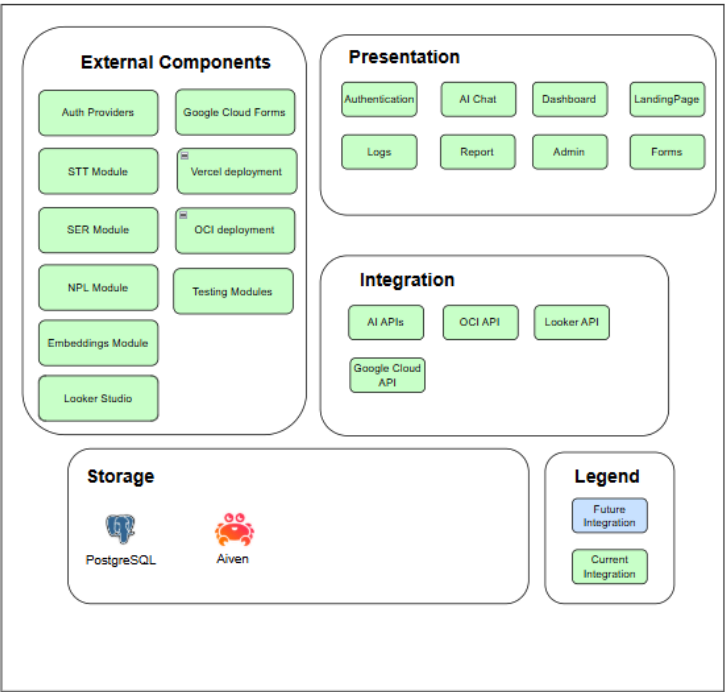 External Components
Auth Providers
Google Cloud Forms
STT Module
Vercel deployment
SER Module
OCI deployment
NPL Module
Testing Modules
Embeddings Module
Looker Studio
Presentation
Authentication
AI Chat
Dashboard
LandingPage
Logs
Report
Admin
Forms
Integration
AI APIs
OCI API
Looker API
Google Cloud
API
Storage
PostgreSQL
Aiven
Legend
Future
Integration
Current
Integration